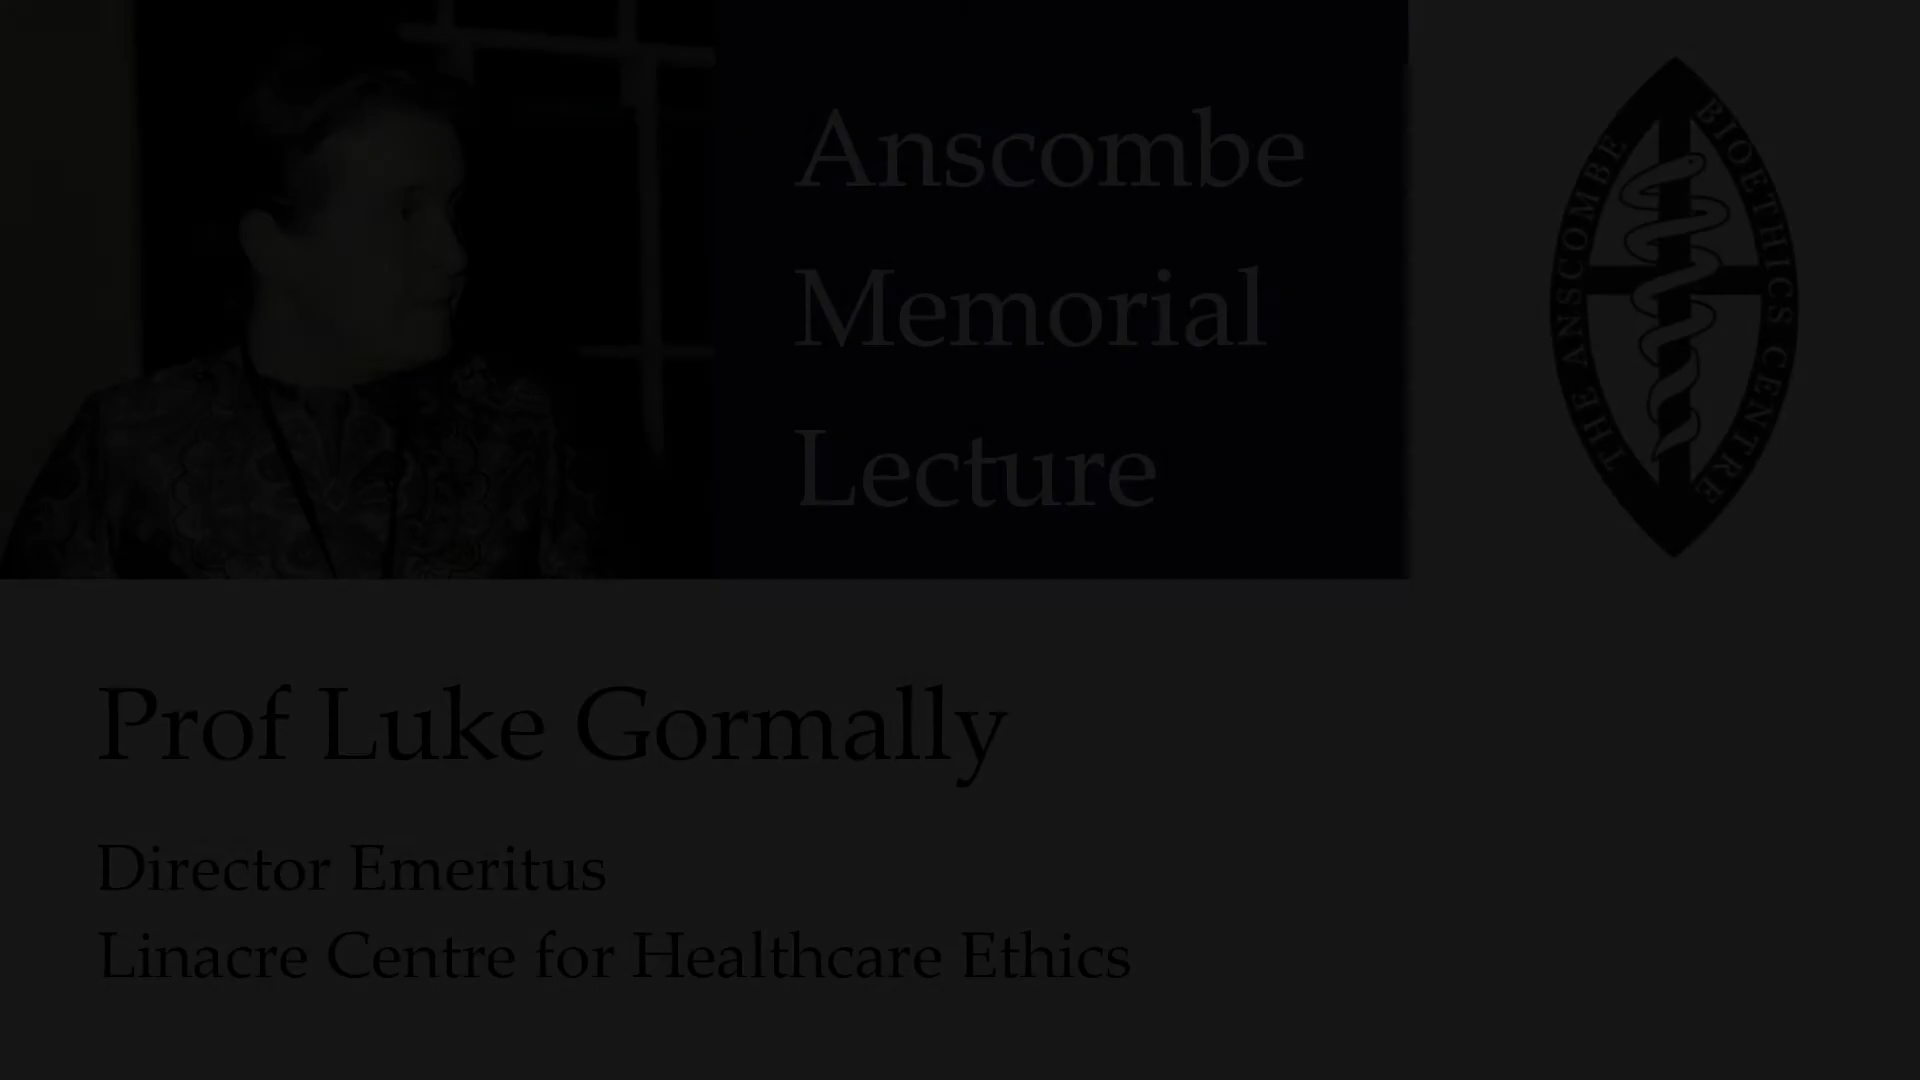 Anscombe
Memorial
Lecture
THE ANSCOMBE BIOETHICS CENTRE
Prof Luke Gormally
Director Emeritus
Linacre Centre for Healthcare Ethics